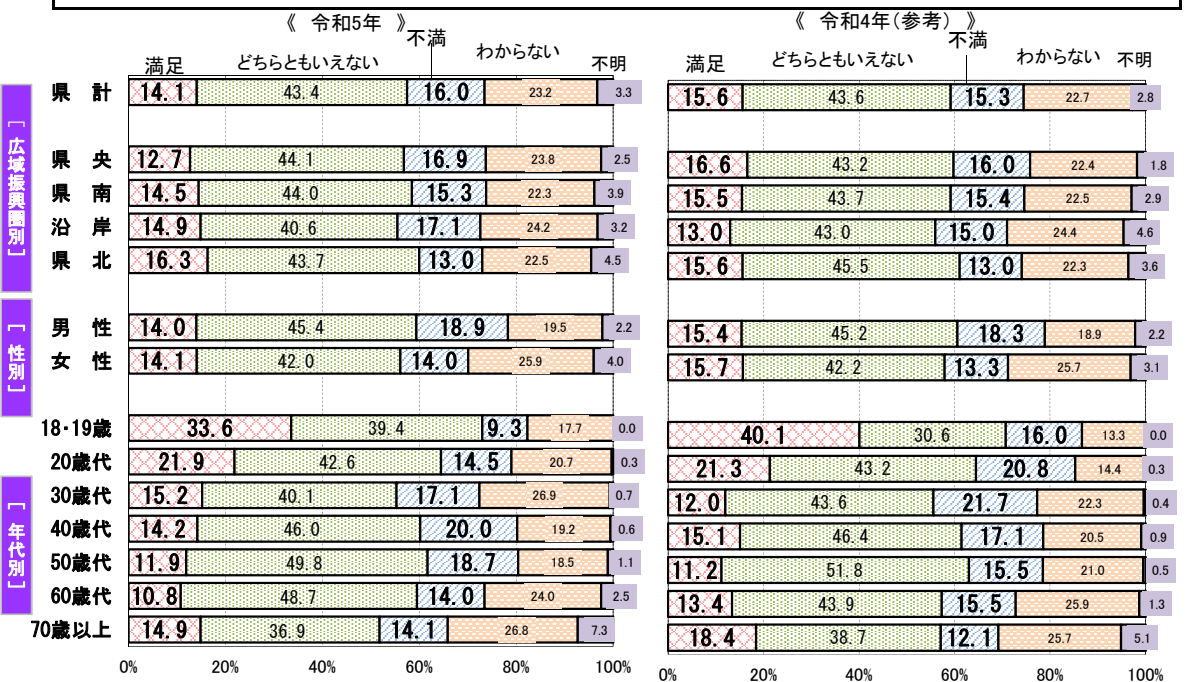 《 令和5年 》
《 令和4年(参考) 》
満足 どちらともいえない 不満 わからない 不明
満足 どちらともいえない 不満 わからない 不明
県 計 14.1 43.4 16.0 23.2 3.3 15.6 43.6 15.3 22.7 2.8
[広域振興圏別]
県 央 12.7 44.1 16.9 23.8 2.5 16.6 43.2 16.0 22.4 1.8
県 南 14.5 44.0 15.3 22.3 3.9 15.5 43.7 15.4 22.5 2.9
沿 岸 14.9 40.6 17.1 24.2 3.2 13.0 43.0 15.0 24.4 4.6
県 北 16.3 43.7 13.0 22.5 4.5 15.6 45.5 13.0 22.3 3.6
[性別]
男 性 14.0 45.4 18.9 19.5 2.2 15.4 45.2 18.3 18.9 2.2
女 性 14.1 42.0 14.0 25.9 4.0 15.7 42.2 13.3 25.7 3.1
[年代別]
18・19歳 33.6 39.4 9.3 17.7 0.0 40.1 30.6 16.0 13.3 0.0
20歳代 21.9 42.6 14.5 20.7 0.3 21.3 43.2 20.8 14.4 0.3
30歳代 15.2 40.1 17.1 26.9 0.7 12.0 43.6 21.7 22.3 0.4
40歳代 14.2 46.0 20.0 19.2 0.6 15.1 46.4 17.1 20.5 0.9
50歳代 11.9 49.8 18.7 18.5 1.1 11.2 51.8 15.5 21.0 0.5
60歳代 10.8 48.7 14.0 24.0 2.5 13.4 43.9 15.5 25.9 1.3
70歳以上 14.9 36.9 14.1 26.8 7.3 18.4 38.7 12.1 25.7 5.1
0% 20% 40% 60% 80% 100%
0% 20% 40% 60% 80% 100%